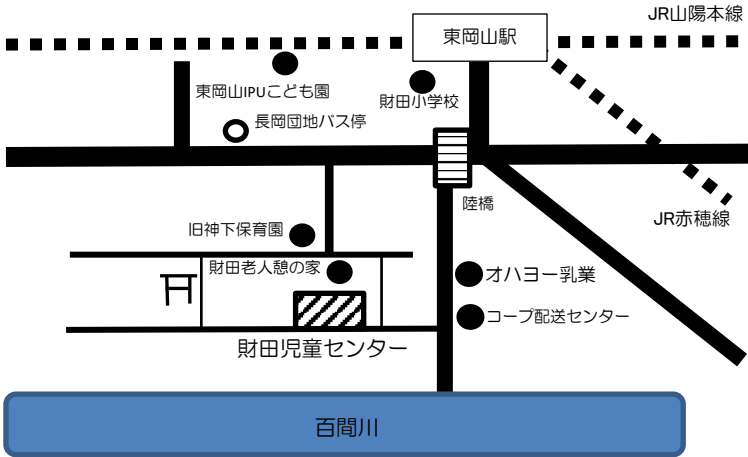 JR山陽本線
東岡山駅
東岡山IPUこども園
財田小学校
長岡団地バス停
陸橋
JR赤穂線
旧神下保育園
財田老人憩の家
オハヨー乳業
コープ配送センター
財田児童センター
百間川